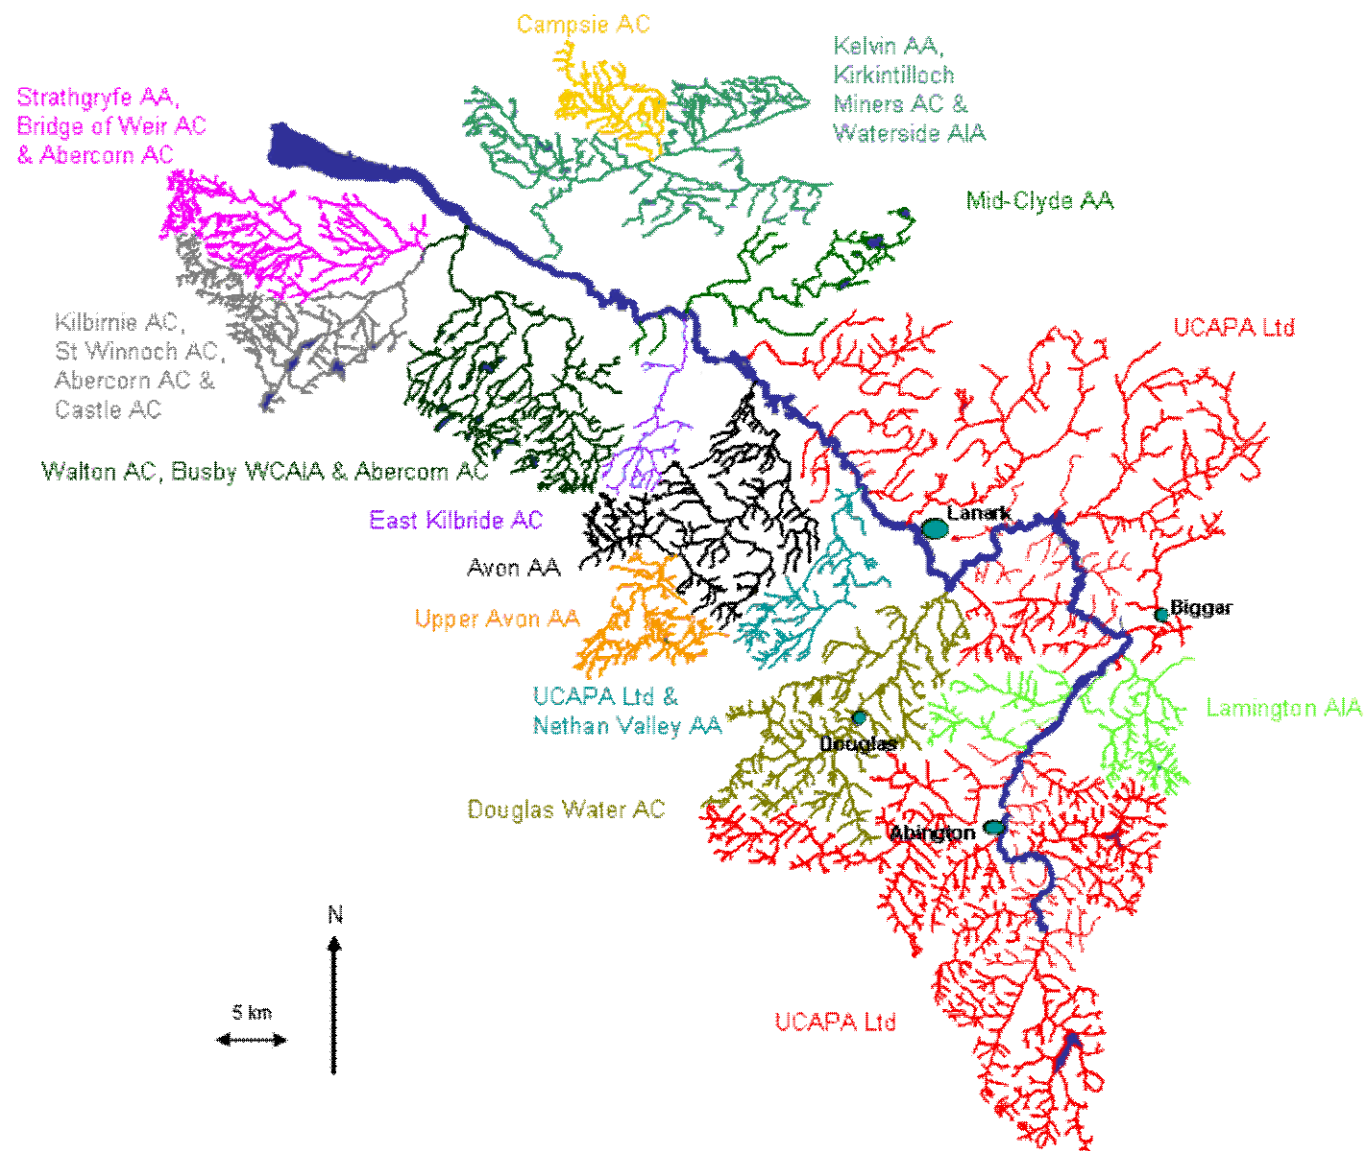 Campsie AC
Kelvin AA,
Kirkintilloch
Miners AC &
Waterside AIA
Strathgryfe AA,
Bridge of Weir AC
& Abercorn AC
Mid-Clyde AA
Kilbirnie AC,
St Winnoch AC,
Abercorn AC &
Castle AC
UCAPA Ltd
Walton AC, Busby WCAIA & Abercorn AC
East Kilbride AC
Lanark
Avon AA
Biggar
Upper Avon AA
UCAPA Ltd &
Nethan Valley AA
Lamington AIA
Douglas
Douglas Water AC
Abington
N
5 km
UCAPA Ltd